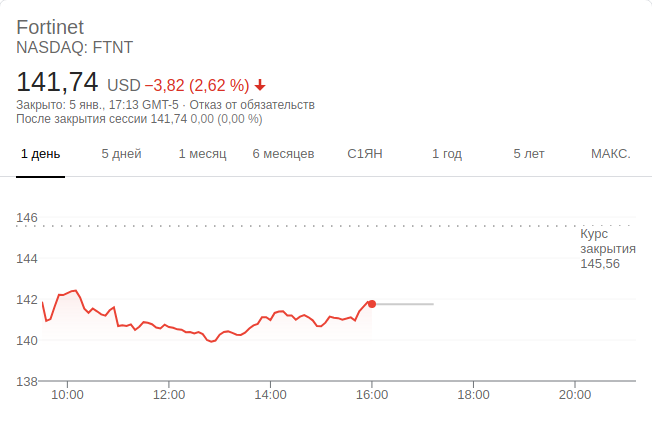 Fortinet
NASDAQ: FTNT
141,74 USD −3,82 (2,62 %)
Закрыто: 5 янв., 17:13 GMT-5 · Отказ от обязательств
После закрытия сессии 141,74 0,00 (0,00 %)
1 день 5 дней 1 месяц 6 месяцев С1ЯН 1 год 5 лет МАКС.
146
Курс
закрытия
145,56
144
142
140
138
10:00 12:00 14:00 16:00 18:00 20:00